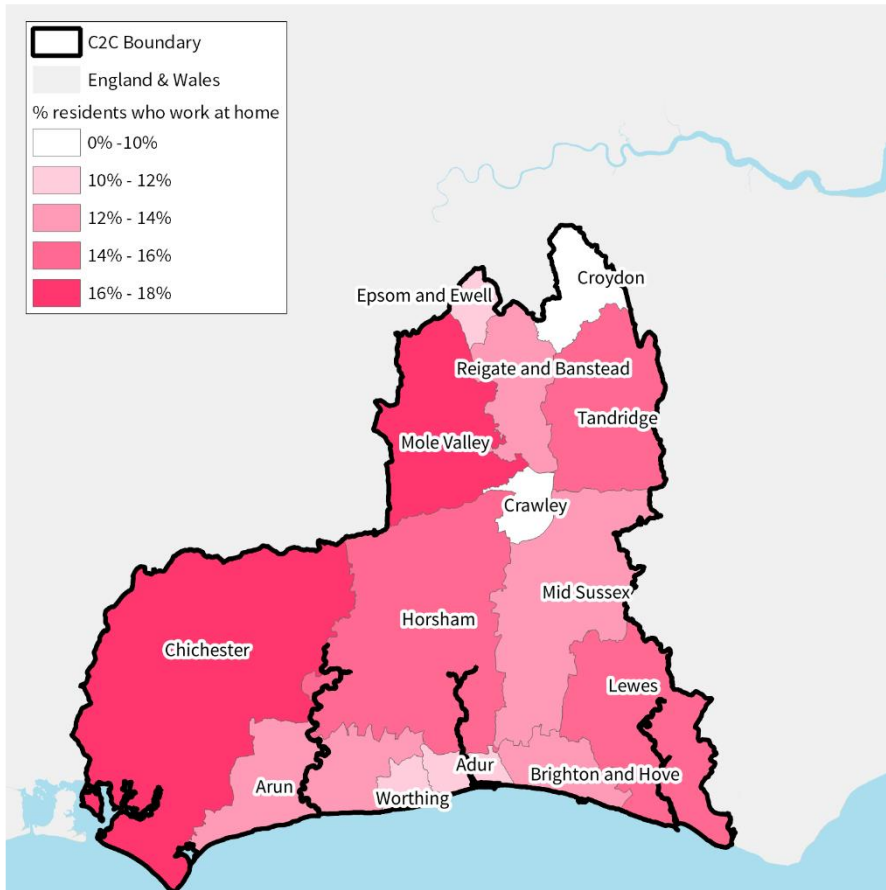 C2C Boundary
England & Wales
% residents who work at home
0% -10%
10% - 12%
12% - 14%
14% - 16%
16% - 18%
Croydon
Epsom and Ewell
Reigate and Banstead
Tandridge
Mole Valley
Crawley
Mid Sussex
Horsham
Chichester
Lewes
Adur
Brighton and Hove
Arun
Worthing